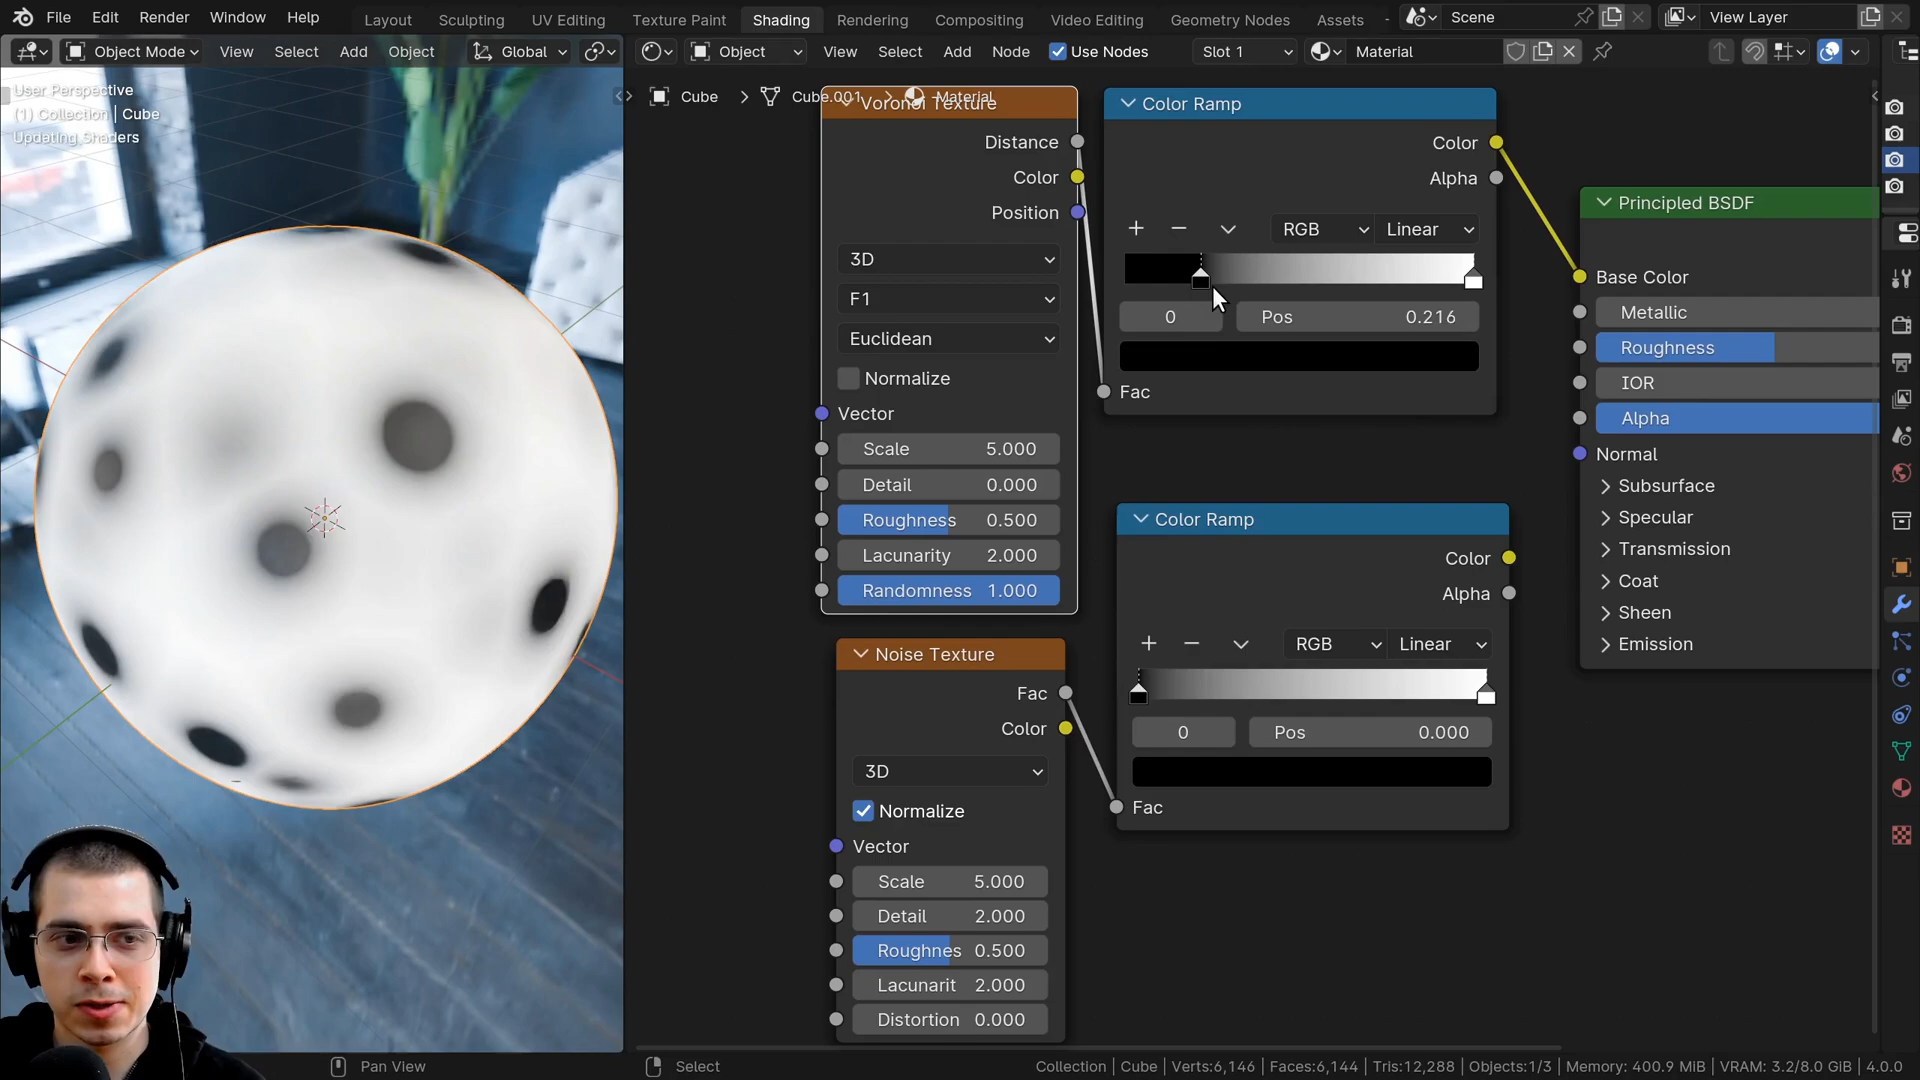 File Edit Render Window Help Layout Sculpting UV Editing Texture Paint Shading Rendering Compositing Video Editing Geometry Nodes Assets Scene View Layer
Object Mode View Select Add Object Global Object View Select Add Node Use Nodes Slot 1 Material
User Perspective
(1) Collection | Cube
Updating Shaders
Cube Cube.001 Material
Voronoi Texture
Distance
Color
Position
3D
F1
Euclidean
Normalize
Vector
Scale 5.000
Detail 0.000
Roughness 0.500
Lacunarity 2.000
Randomness 1.000
Color Ramp
Color
Alpha
RGB Linear
0 Pos 0.216
Fac
Principled BSDF
Base Color
Metallic
Roughness
IOR
Alpha
Normal
Subsurface
Specular
Transmission
Coat
Sheen
Emission
Color Ramp
Color
Alpha
RGB Linear
0 Pos 0.000
Fac
Noise Texture
Fac
Color
3D
Normalize
Vector
Scale 5.000
Detail 2.000
Roughnes 0.500
Lacunarit 2.000
Distortion 0.000
Pan View Select Collection | Cube | Verts:6,146 | Faces:6,144 | Tris:12,288 | Objects:1/3 | Memory: 400.9 MiB | VRAM: 3.2/8.0 GiB | 4.0.0